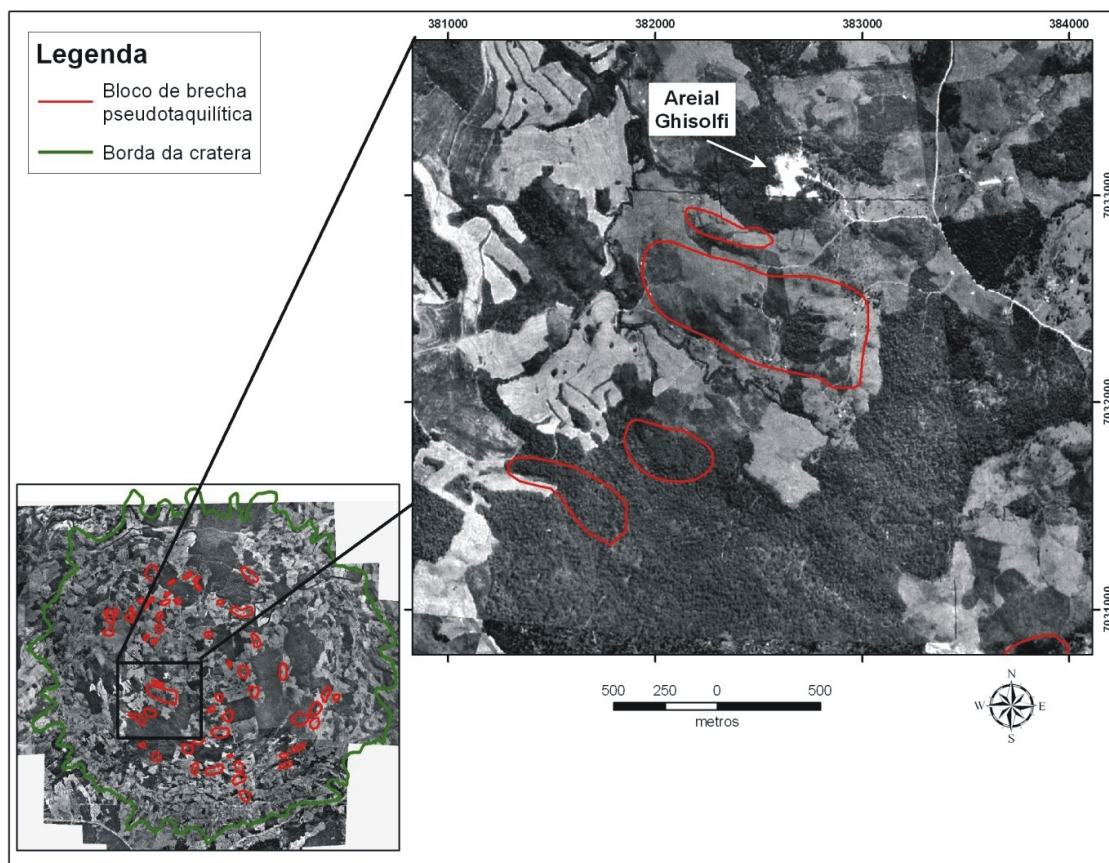 Legenda
Bloco de brecha
pseudotaquilítica
Borda da cratera
381000 382000 383000 384000
Areial
Ghisolfi
7033000
7032000
7031000
500 250 0 500
metros
N
W E
S